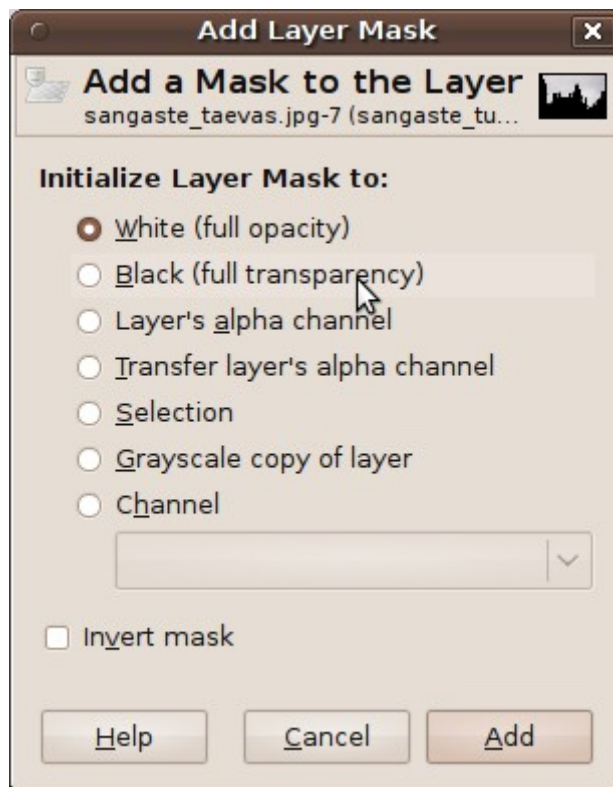 Add Layer Mask
Add a Mask to the Layer
sangaste_taevas.jpg-7 (sangaste_tu...
Initialize Layer Mask to:
White (full opacity)
Black (full transparency)
Layer's alpha channel
Transfer layer's alpha channel
Selection
Grayscale copy of layer
Channel
Invert mask
Help Cancel Add